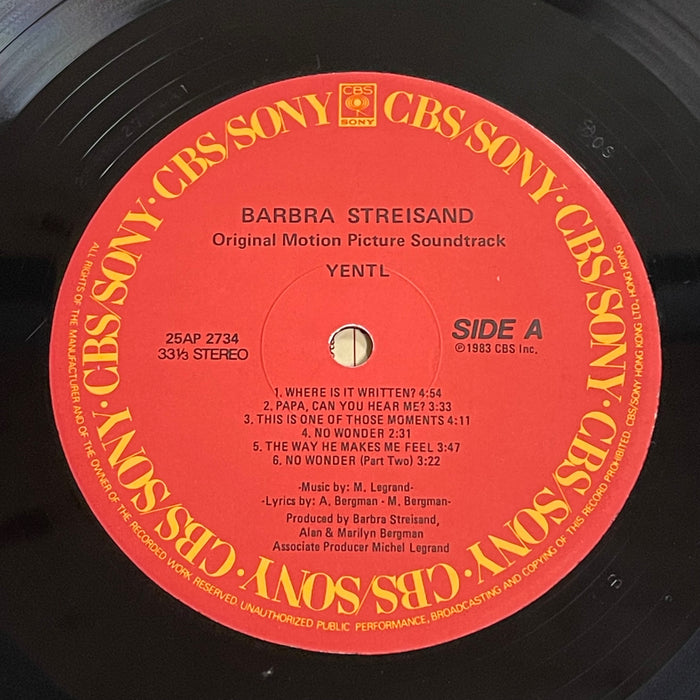 CBS
SONY
CBS/SONY · CBS/SONY · CBS/SONY · CBS/SONY · CBS/SONY · CBS/SONY · CBS/SONY · CBS/SONY
BARBRA STREISAND
Original Motion Picture Soundtrack
YENTL
25AP 2734
33⅓ STEREO
SIDE A
Ⓟ1983 CBS Inc.
1. WHERE IS IT WRITTEN? 4:54
2. PAPA, CAN YOU HEAR ME? 3:33
3. THIS IS ONE OF THOSE MOMENTS 4:11
4. NO WONDER 2:31
5. THE WAY HE MAKES ME FEEL 3:47
6. NO WONDER (Part Two) 3:22
-Music by: M. Legrand-
-Lyrics by: A. Bergman - M. Bergman-
Produced by Barbra Streisand,
Alan & Marilyn Bergman
Associate Producer Michel Legrand
ALL RIGHTS OF THE MANUFACTURER AND OF THE OWNER OF THE RECORDED WORK RESERVED. UNAUTHORIZED PUBLIC PERFORMANCE, BROADCASTING AND COPYING OF THIS RECORD PROHIBITED. CBS/SONY HONG KONG LTD., HONG KONG.